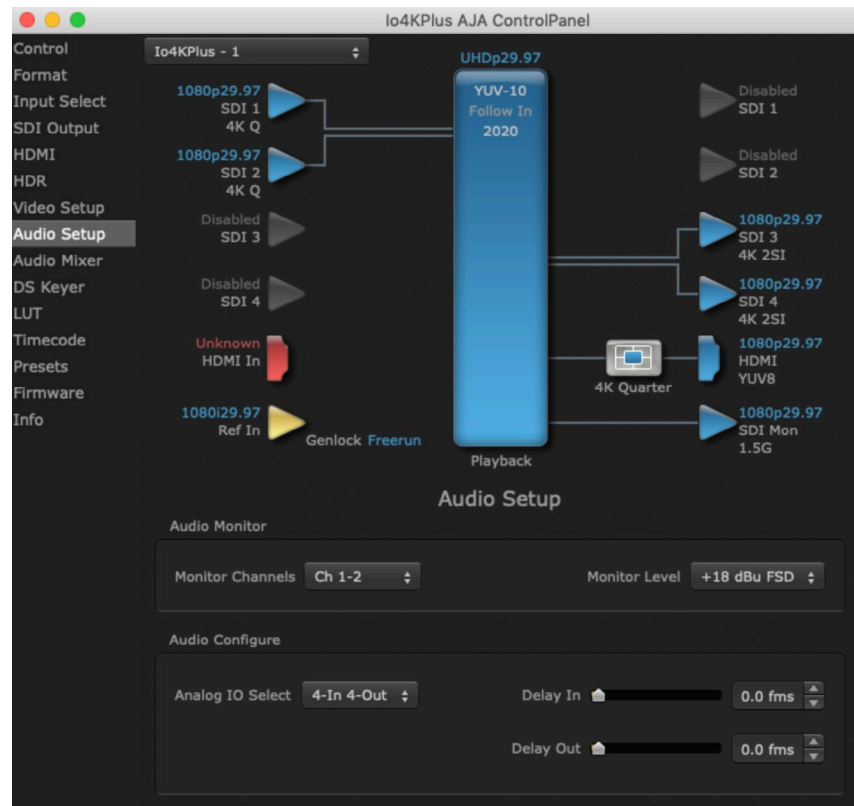 Io4KPlus AJA ControlPanel
Control
Format
Input Select
SDI Output
HDMI
HDR
Video Setup
Audio Setup
Audio Mixer
DS Keyer
LUT
Timecode
Presets
Firmware
Info
Io4KPlus - 1
UHDp29.97
YUV-10
Follow In
2020
1080p29.97
SDI 1
4K Q
1080p29.97
SDI 2
4K Q
Disabled
SDI 3
Disabled
SDI 4
Unknown
HDMI In
1080i29.97
Ref In
Genlock Freerun
Playback
Disabled
SDI 1
Disabled
SDI 2
1080p29.97
SDI 3
4K 2SI
1080p29.97
SDI 4
4K 2SI
4K Quarter
1080p29.97
HDMI
YUV8
1080p29.97
SDI Mon
1.5G
Audio Setup
Audio Monitor
Monitor Channels Ch 1-2 Monitor Level +18 dBu FSD
Audio Configure
Analog IO Select 4-In 4-Out Delay In 0.0 fms
Delay Out 0.0 fms